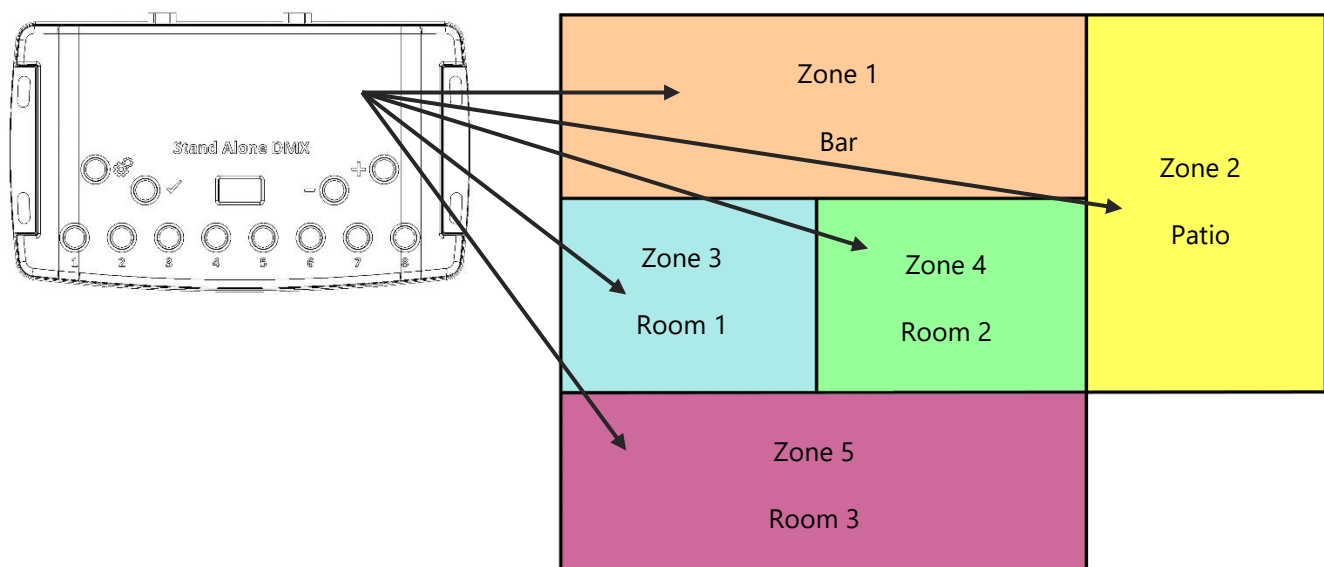 Stand Alone DMX
+
-
1 2 3 4 5 6 7 8
Zone 1
Bar
Zone 2
Patio
Zone 3
Room 1
Zone 4
Room 2
Zone 5
Room 3